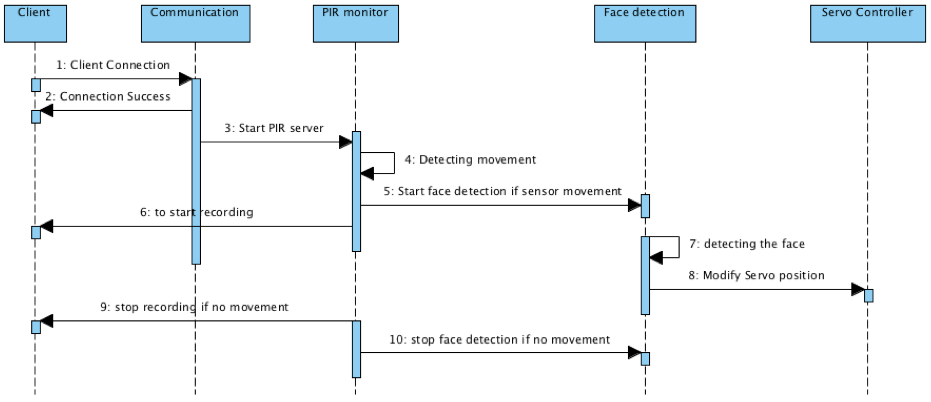 Client Communication PIR monitor Face detection Servo Controller
1: Client Connection
2: Connection Success
3: Start PIR server
4: Detecting movement
5: Start face detection if sensor movement
6: to start recording
7: detecting the face
8: Modify Servo position
9: stop recording if no movement
10: stop face detection if no movement